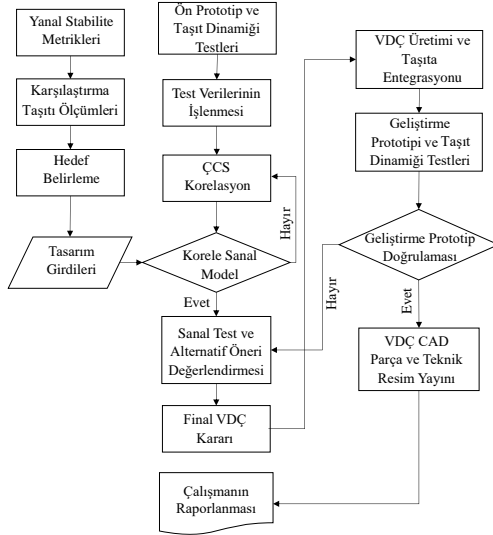 Yanal Stabilite
Metrikleri
Karşılaştırma
Taşıtı Ölçümleri
Hedef
Belirleme
Tasarım
Girdileri
Ön Prototip ve
Taşıt Dinamiği
Testleri
Test Verilerinin
İşlenmesi
ÇCS
Korelasyon
Hayır
Korele Sanal
Model
Evet
Sanal Test ve
Alternatif Öneri
Değerlendirmesi
Final VDÇ
Kararı
VDÇ Üretimi ve
Taşıta
Entegrasyonu
Geliştirme
Prototipi ve Taşıt
Dinamiği Testleri
Geliştirme Prototip
Doğrulaması
Hayır
Evet
VDÇ CAD
Parça ve Teknik
Resim Yayını
Çalışmanın
Raporlanması